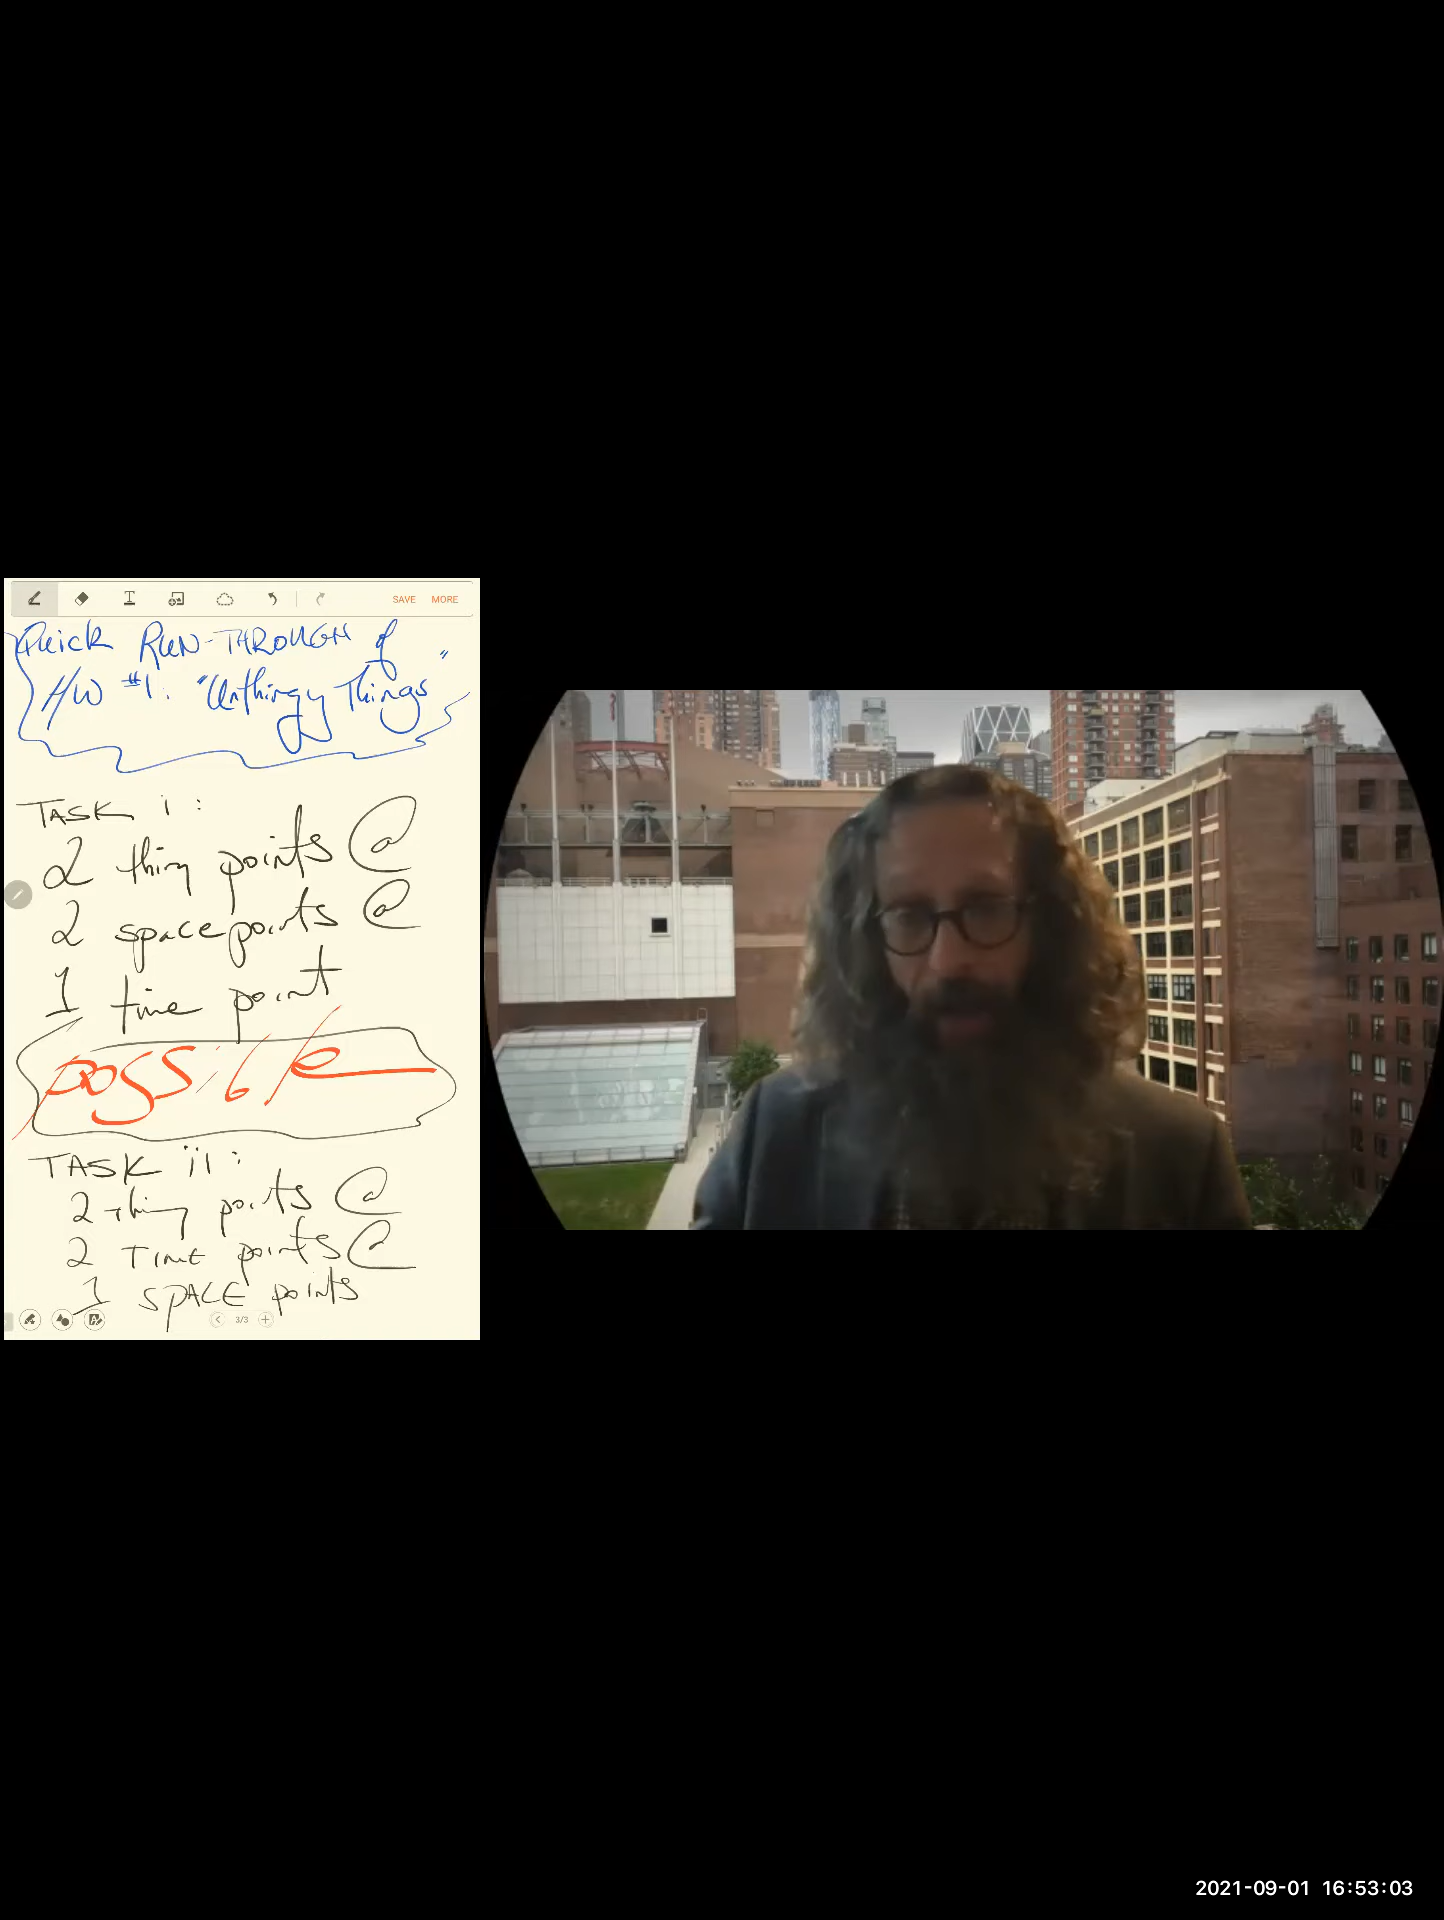 SAVE MORE
Quick RUN-THROUGH of
H/W #1: "Unthingy Things"
TASK i:
2 thing points @
2 space points @
1 time point
possible
TASK ii:
2 thing points @
2 TIME points @
1 SPACE points
3/3
2021-09-01 16:53:03